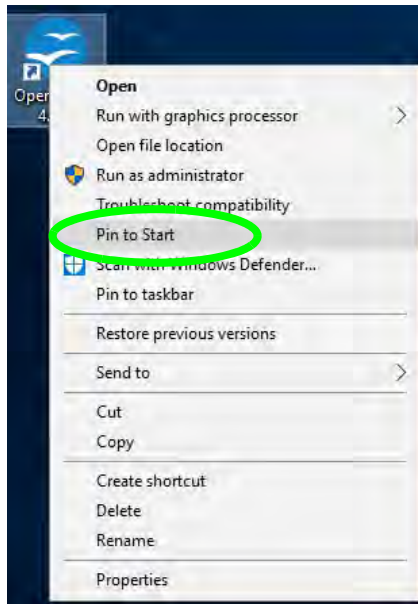 Open
4.
Open
Run with graphics processor
Open file location
Run as administrator
Troubleshoot compatibility
Pin to Start
Scan with Windows Defender...
Pin to taskbar
Restore previous versions
Send to
Cut
Copy
Create shortcut
Delete
Rename
Properties